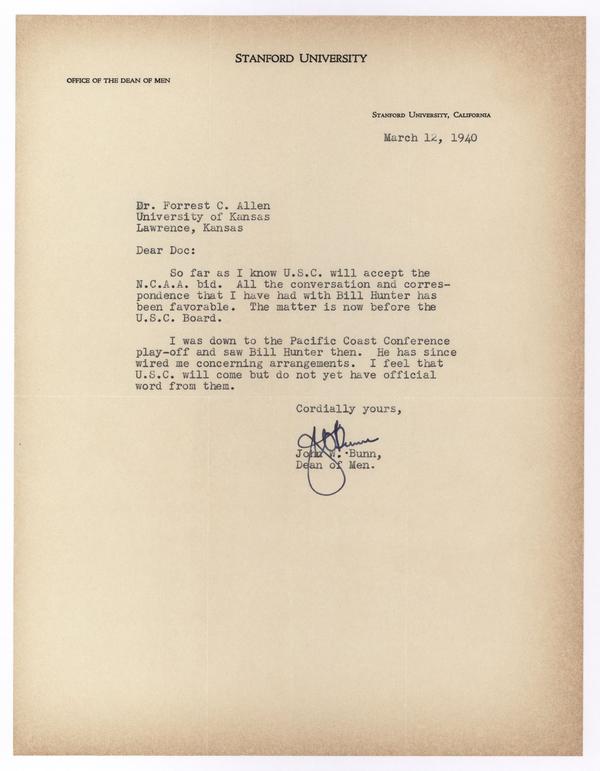 STANFORD UNIVERSITY
OFFICE OF THE DEAN OF MEN
STANFORD UNIVERSITY, CALIFORNIA
March 12, 1940
Dr. Forrest C. Allen
University of Kansas
Lawrence, Kansas
Dear Doc:
So far as I know U.S.C. will accept the
N.C.A.A. bid. All the conversation and corres-
pondence that I have had with Bill Hunter has
been favorable. The matter is now before the
U.S.C. Board.
I was down to the Pacific Coast Conference
play-off and saw Bill Hunter then. He has since
wired me concerning arrangements. I feel that
U.S.C. will come but do not yet have official
word from them.
Cordially yours,
JWBunn
John W. Bunn,
Dean of Men.